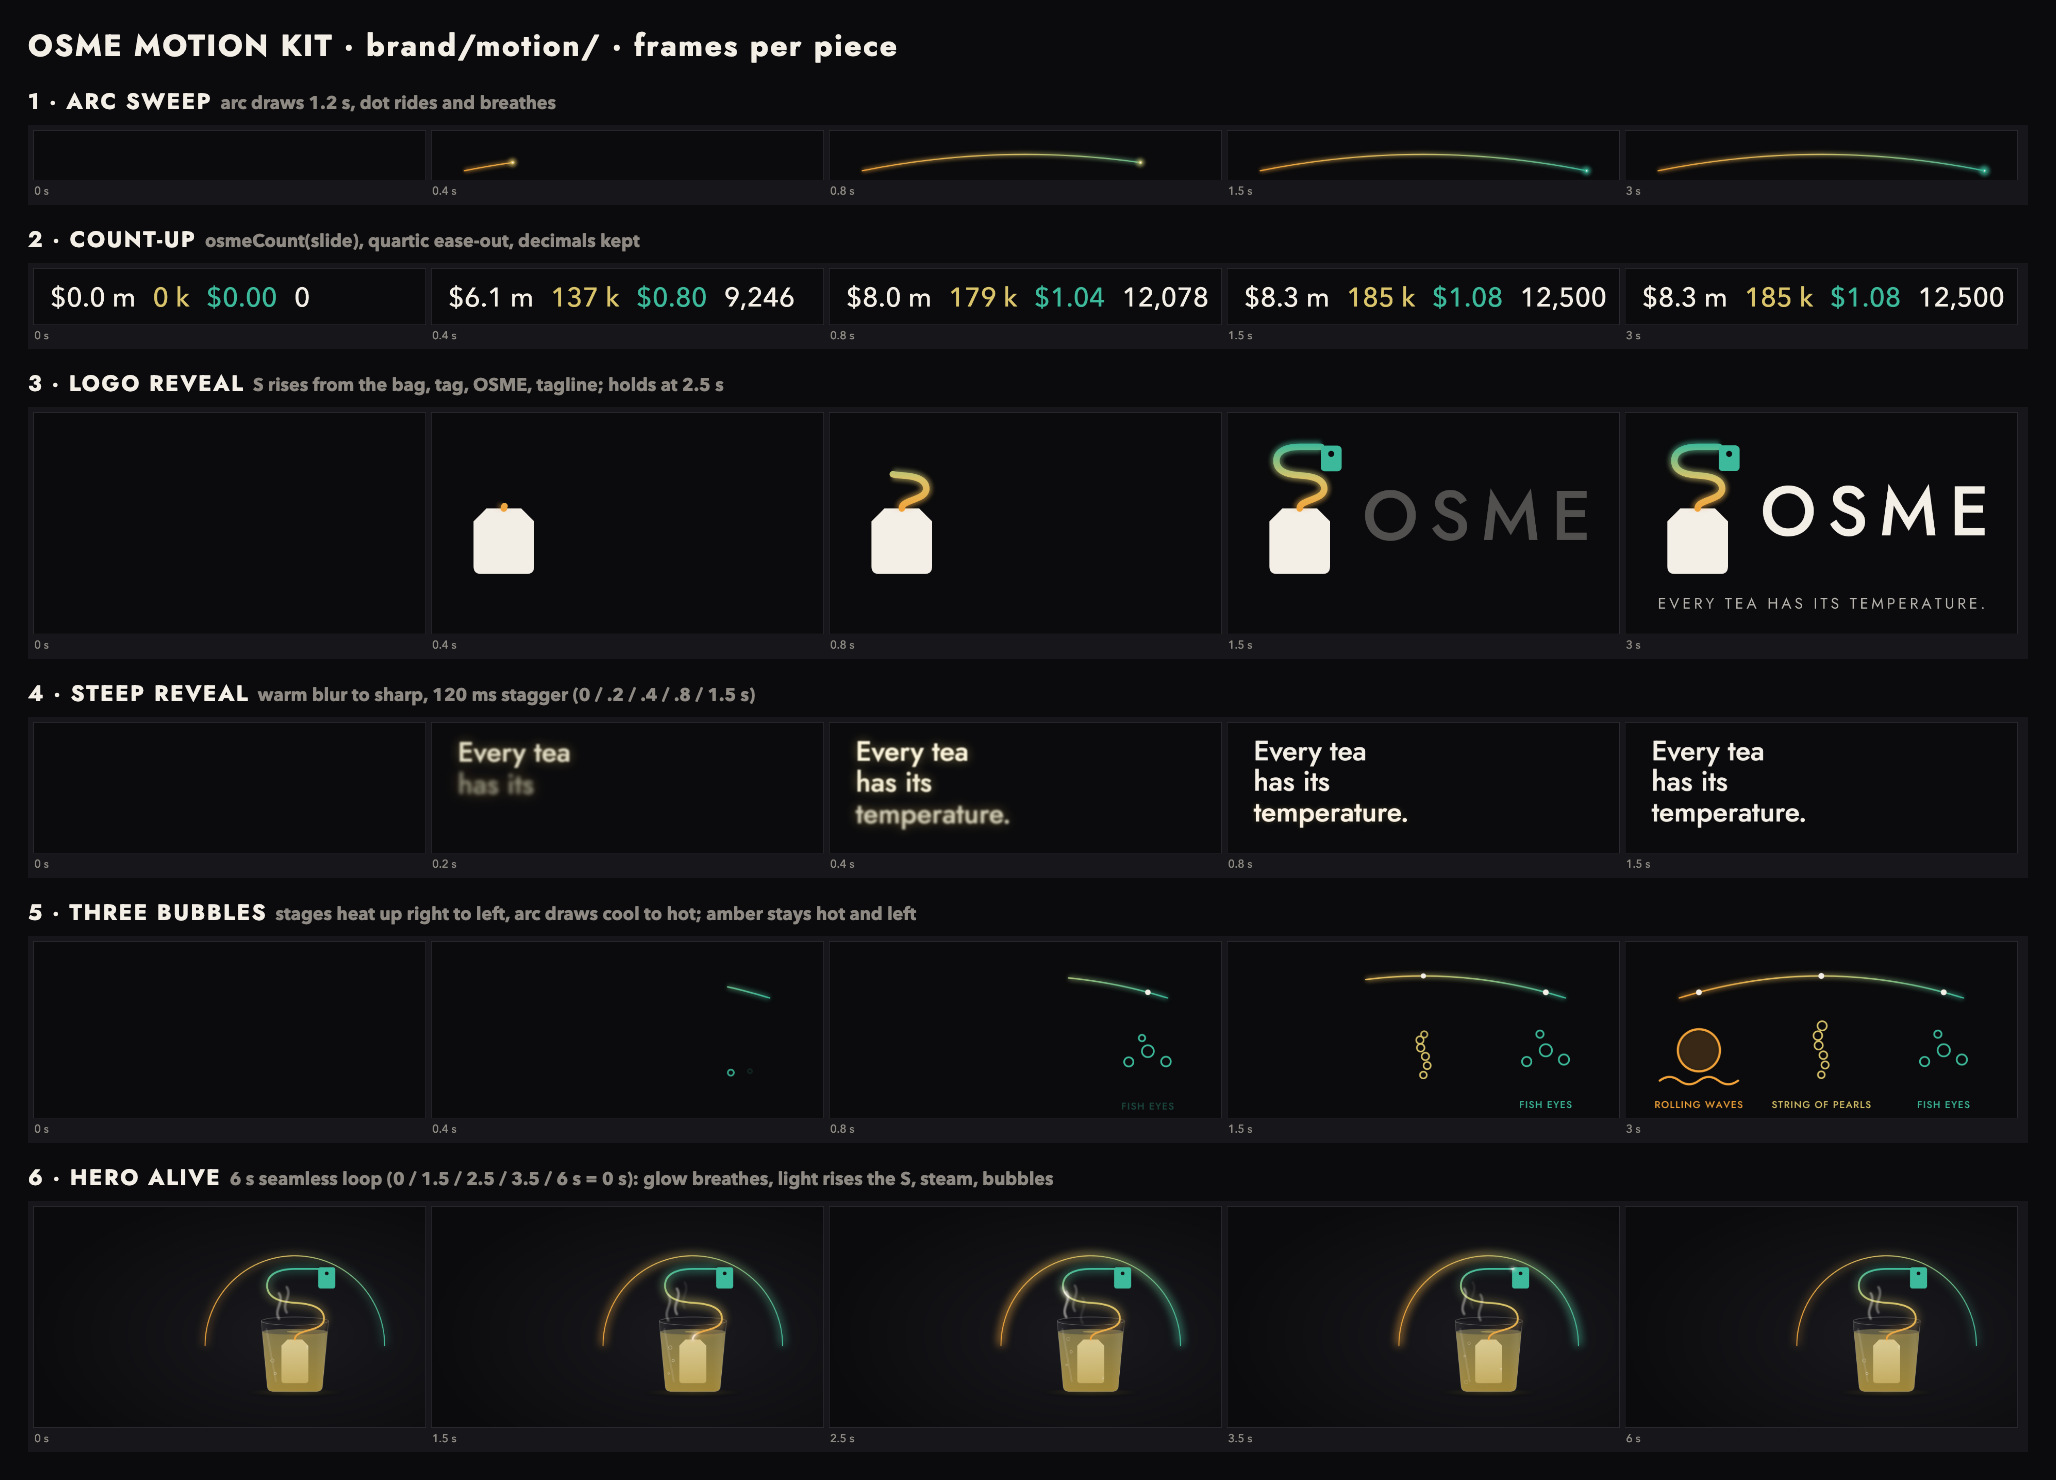 OSME MOTION KIT · brand/motion/ · frames per piece
1 · ARC SWEEP arc draws 1.2 s, dot rides and breathes
0 s 0.4 s 0.8 s 1.5 s 3 s
2 · COUNT-UP osmeCount(slide), quartic ease-out, decimals kept
$0.0 m 0 k $0.00 0 $6.1 m 137 k $0.80 9,246 $8.0 m 179 k $1.04 12,078 $8.3 m 185 k $1.08 12,500 $8.3 m 185 k $1.08 12,500
0 s 0.4 s 0.8 s 1.5 s 3 s
3 · LOGO REVEAL S rises from the bag, tag, OSME, tagline; holds at 2.5 s
OSME OSME
EVERY TEA HAS ITS TEMPERATURE.
0 s 0.4 s 0.8 s 1.5 s 3 s
4 · STEEP REVEAL warm blur to sharp, 120 ms stagger (0 / .2 / .4 / .8 / 1.5 s)
Every tea Every tea Every tea Every tea
has its has its has its has its
temperature. temperature. temperature.
0 s 0.2 s 0.4 s 0.8 s 1.5 s
5 · THREE BUBBLES stages heat up right to left, arc draws cool to hot; amber stays hot and left
FISH EYES FISH EYES ROLLING WAVES STRING OF PEARLS FISH EYES
0 s 0.4 s 0.8 s 1.5 s 3 s
6 · HERO ALIVE 6 s seamless loop (0 / 1.5 / 2.5 / 3.5 / 6 s = 0 s): glow breathes, light rises the S, steam, bubbles
0 s 1.5 s 2.5 s 3.5 s 6 s